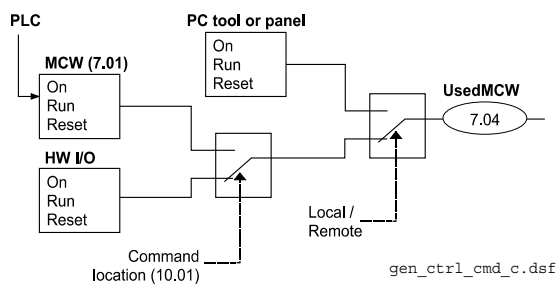 PLC
PC tool or panel
MCW (7.01)
On
Run
Reset
On
Run
Reset
UsedMCW
7.04
HW I/O
On
Run
Reset
Local /
Remote
Command
location (10.01)
gen_ctrl_cmd_c.dsf